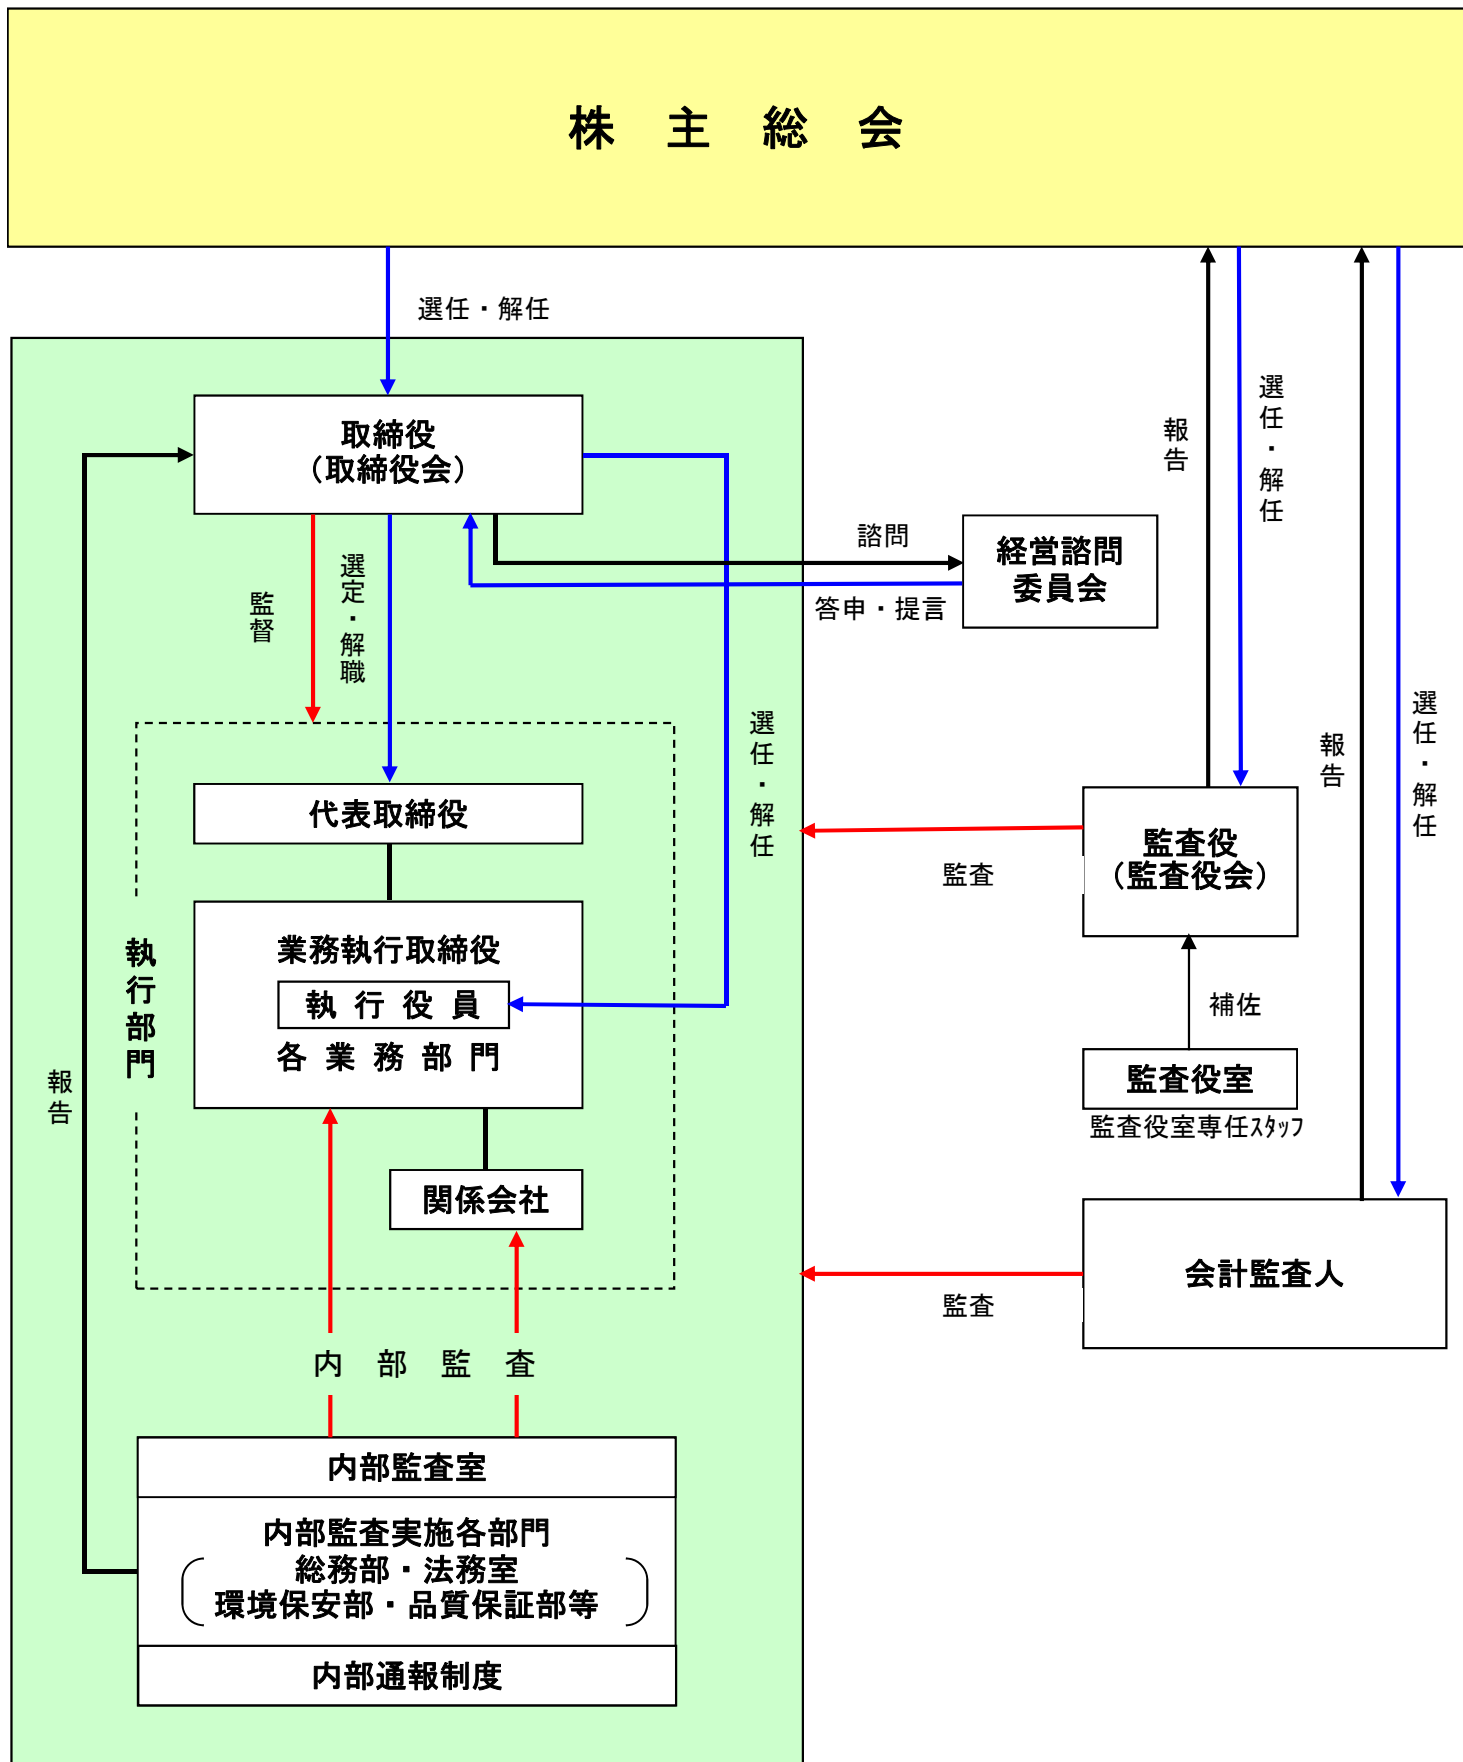 株主総会
選任・解任
取締役
（取締役会）
報告
選任・解任
諮問
経営諮問
委員会
答申・提言
選定・解職
監督
選任・解任
報告
選任・解任
代表取締役
監査役
（監査役会）
監査
業務執行取締役
執行役員
各業務部門
執行部門
補佐
監査役室
監査役室専任ｽﾀｯﾌ
報告
関係会社
会計監査人
監査
内部監査
内部監査室
内部監査実施各部門
総務部・法務室
環境保安部・品質保証部等
内部通報制度